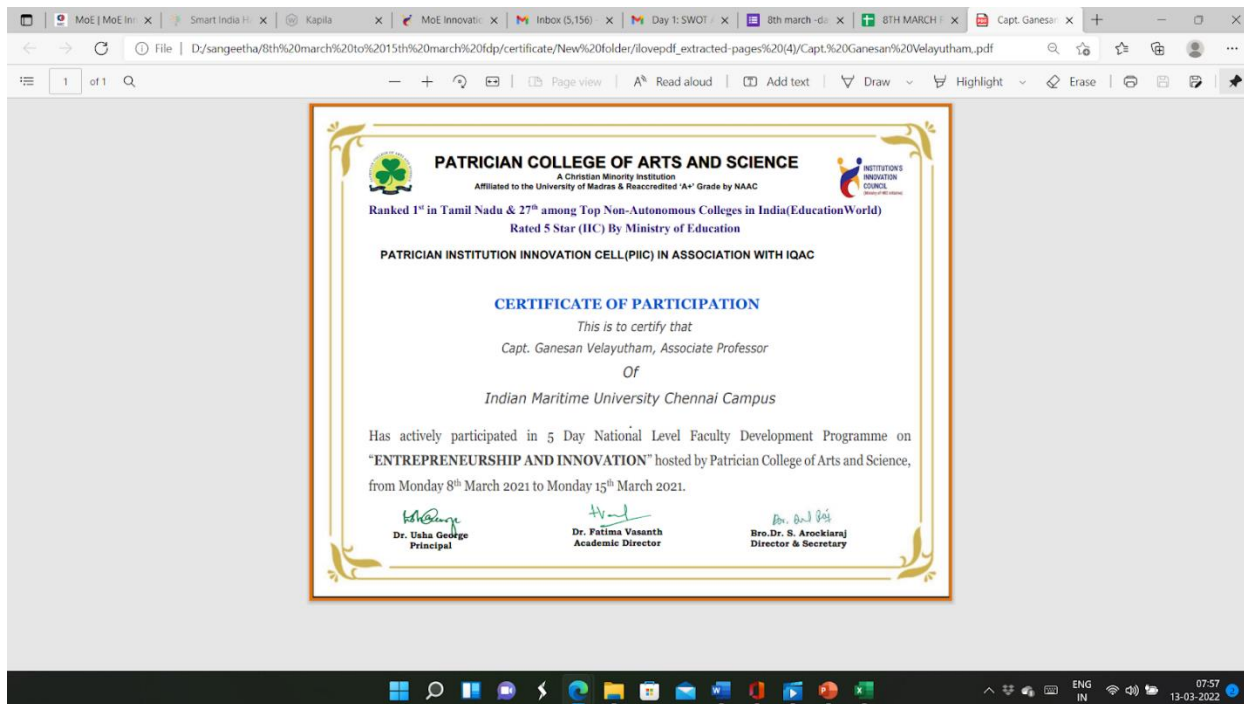 MoE | MoE Inn
Smart India H
Kapila
MoE Innovatic
Inbox (5,156)
Day 1: SWOT
8th march -da
8TH MARCH
Capt. Ganesan
File | D:/sangeetha/8th%20march%20to%2015th%20march%20fdp/certificate/New%20folder/ilovepdf_extracted-pages%20(4)/Capt.%20Ganesan%20Velayutham,.pdf
1 of 1
Page view
Read aloud
Add text
Draw
Highlight
Erase
PATRICIAN COLLEGE OF ARTS AND SCIENCE
A Christian Minority Institution
Affiliated to the University of Madras & Reaccredited 'A+' Grade by NAAC
INSTITUTION'S
INNOVATION
COUNCIL
Ranked 1st in Tamil Nadu & 27th among Top Non-Autonomous Colleges in India(EducationWorld)
Rated 5 Star (IIC) By Ministry of Education
PATRICIAN INSTITUTION INNOVATION CELL(PIIC) IN ASSOCIATION WITH IQAC
CERTIFICATE OF PARTICIPATION
This is to certify that
Capt. Ganesan Velayutham, Associate Professor
Of
Indian Maritime University Chennai Campus
Has actively participated in 5 Day National Level Faculty Development Programme on
“ENTREPRENEURSHIP AND INNOVATION” hosted by Patrician College of Arts and Science,
from Monday 8th March 2021 to Monday 15th March 2021.
Dr. Usha George
Principal
Dr. Fatima Vasanth
Academic Director
Bro.Dr. S. Arockiaraj
Director & Secretary
ENG
IN
07:57
13-03-2022
2